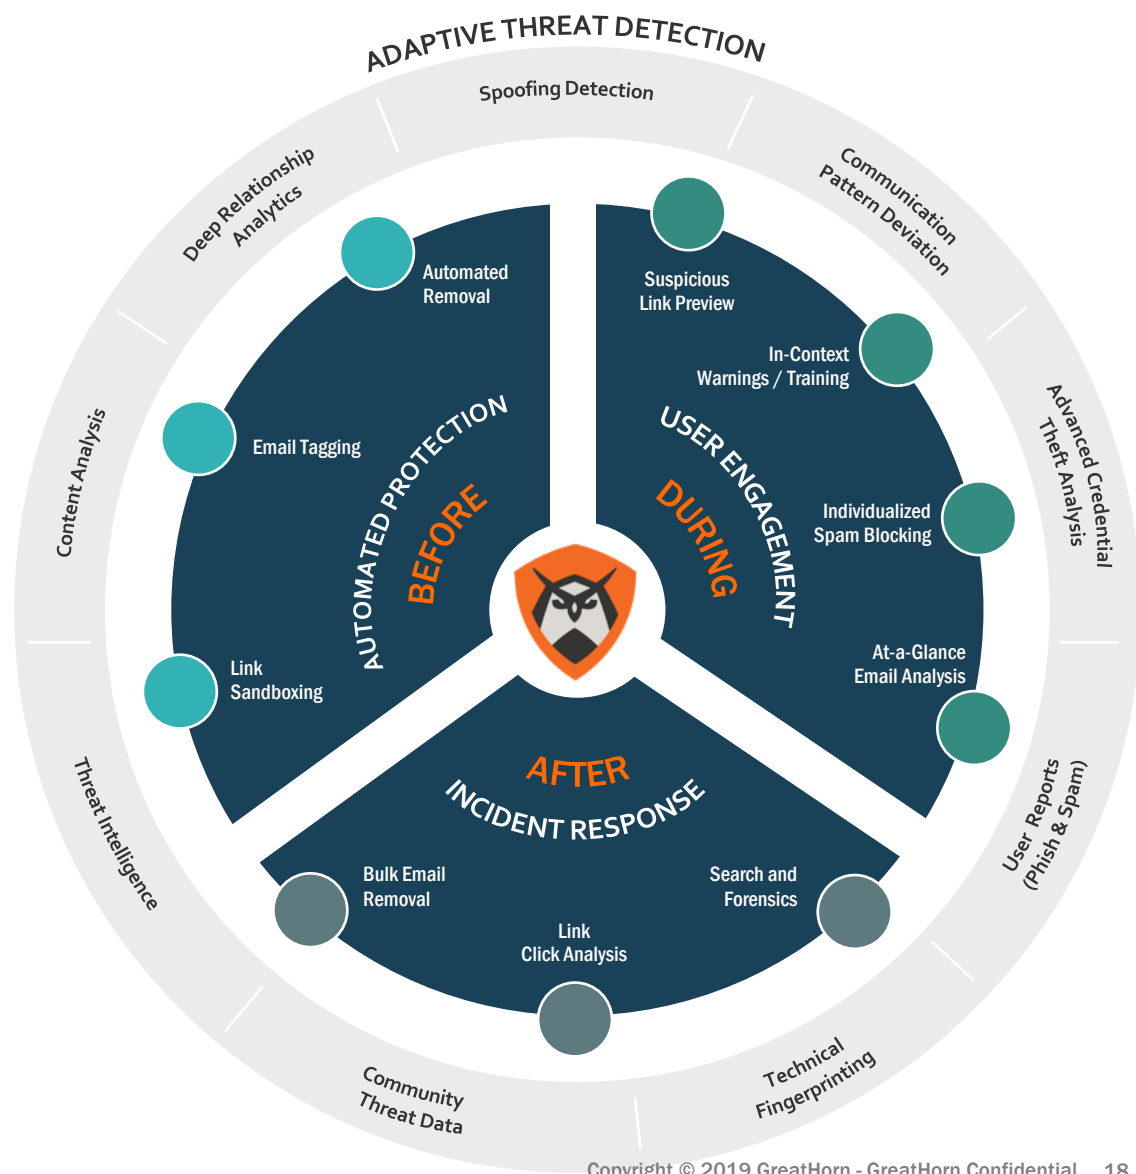 ADAPTIVE THREAT DETECTION
Spoofing Detection
Communication
Pattern Deviation
Advanced Credential
Theft Analysis
User Reports
(Phish & Spam)
Technical
Fingerprinting
Community
Threat Data
Threat Intelligence
Content Analysis
Deep Relationship
Analytics
Automated
Removal
Email Tagging
Link
Sandboxing
AUTOMATED PROTECTION
BEFORE
Suspicious
Link Preview
In-Context
Warnings / Training
Individualized
Spam Blocking
At-a-Glance
Email Analysis
USER ENGAGEMENT
DURING
AFTER
INCIDENT RESPONSE
Bulk Email
Removal
Link
Click Analysis
Search and
Forensics
Copyright © 2019 GreatHorn - GreatHorn Confidential 18